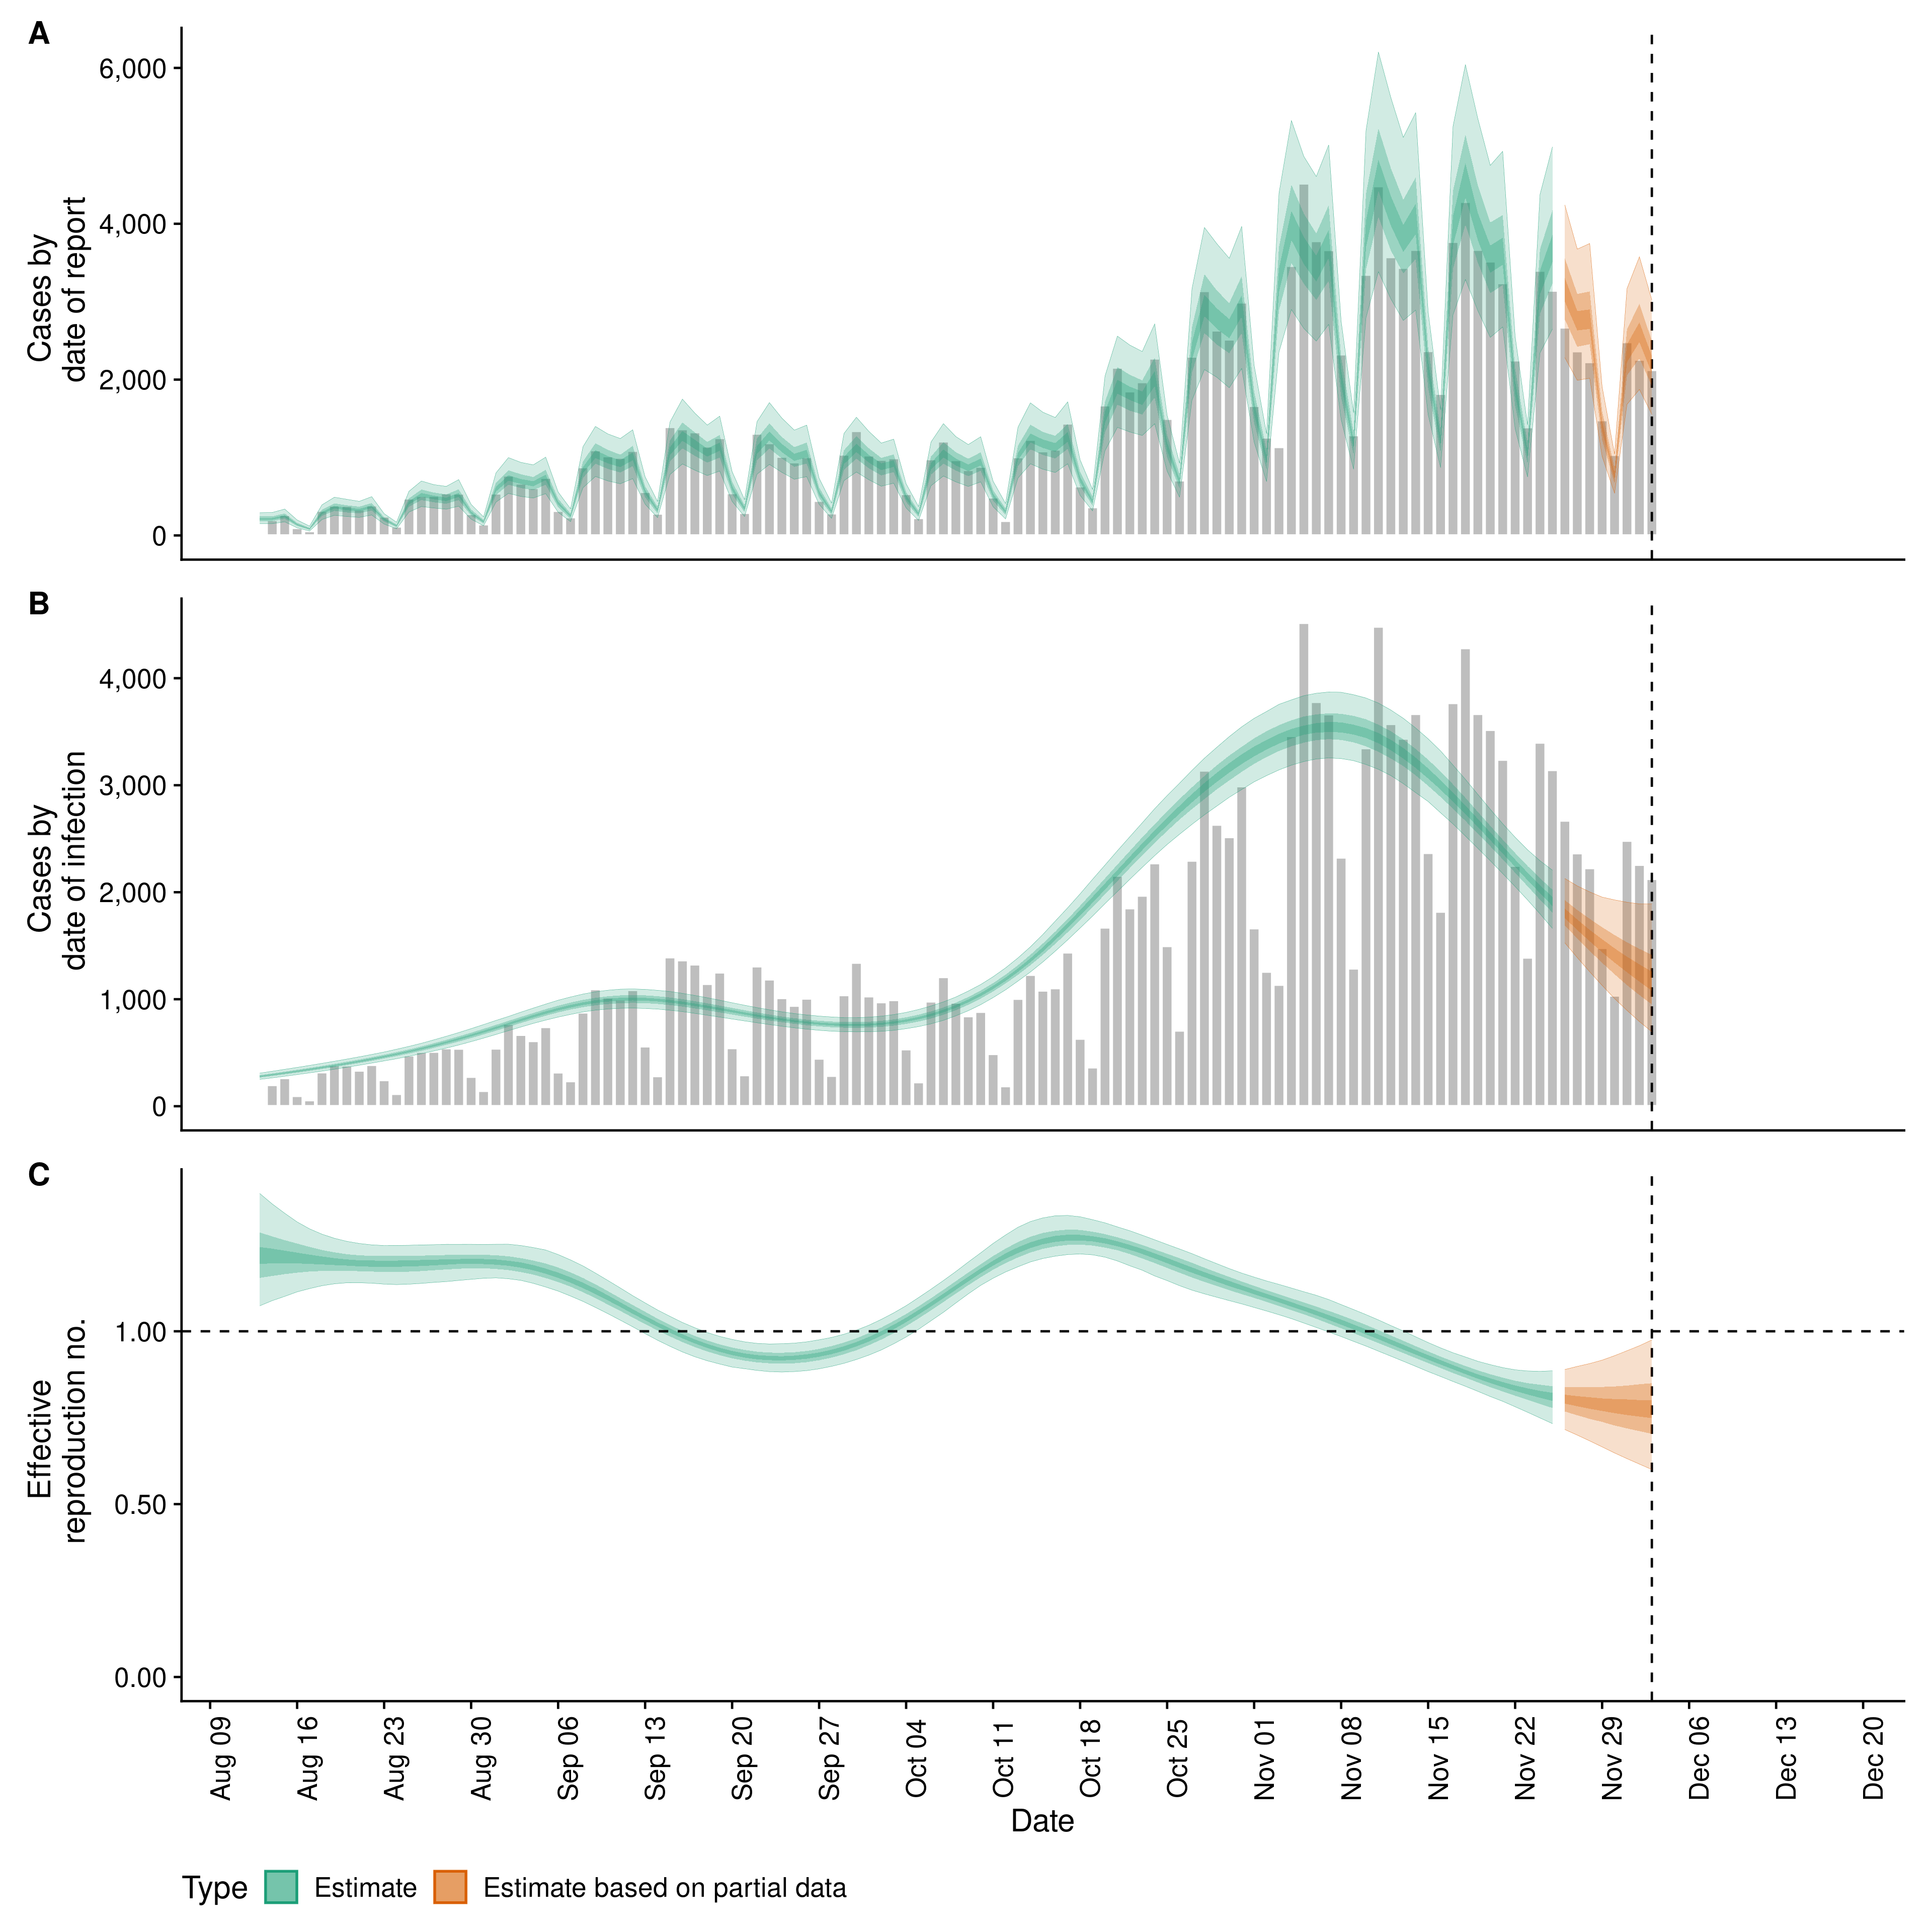 A
Cases by
date of report
6,000
4,000
2,000
0
B
Cases by
date of infection
4,000
3,000
2,000
1,000
0
C
Effective
reproduction no.
1.00
0.50
0.00
Aug 09
Aug 16
Aug 23
Aug 30
Sep 06
Sep 13
Sep 20
Sep 27
Oct 04
Oct 11
Oct 18
Oct 25
Nov 01
Nov 08
Nov 15
Nov 22
Nov 29
Dec 06
Dec 13
Dec 20
Date
Type Estimate Estimate based on partial data